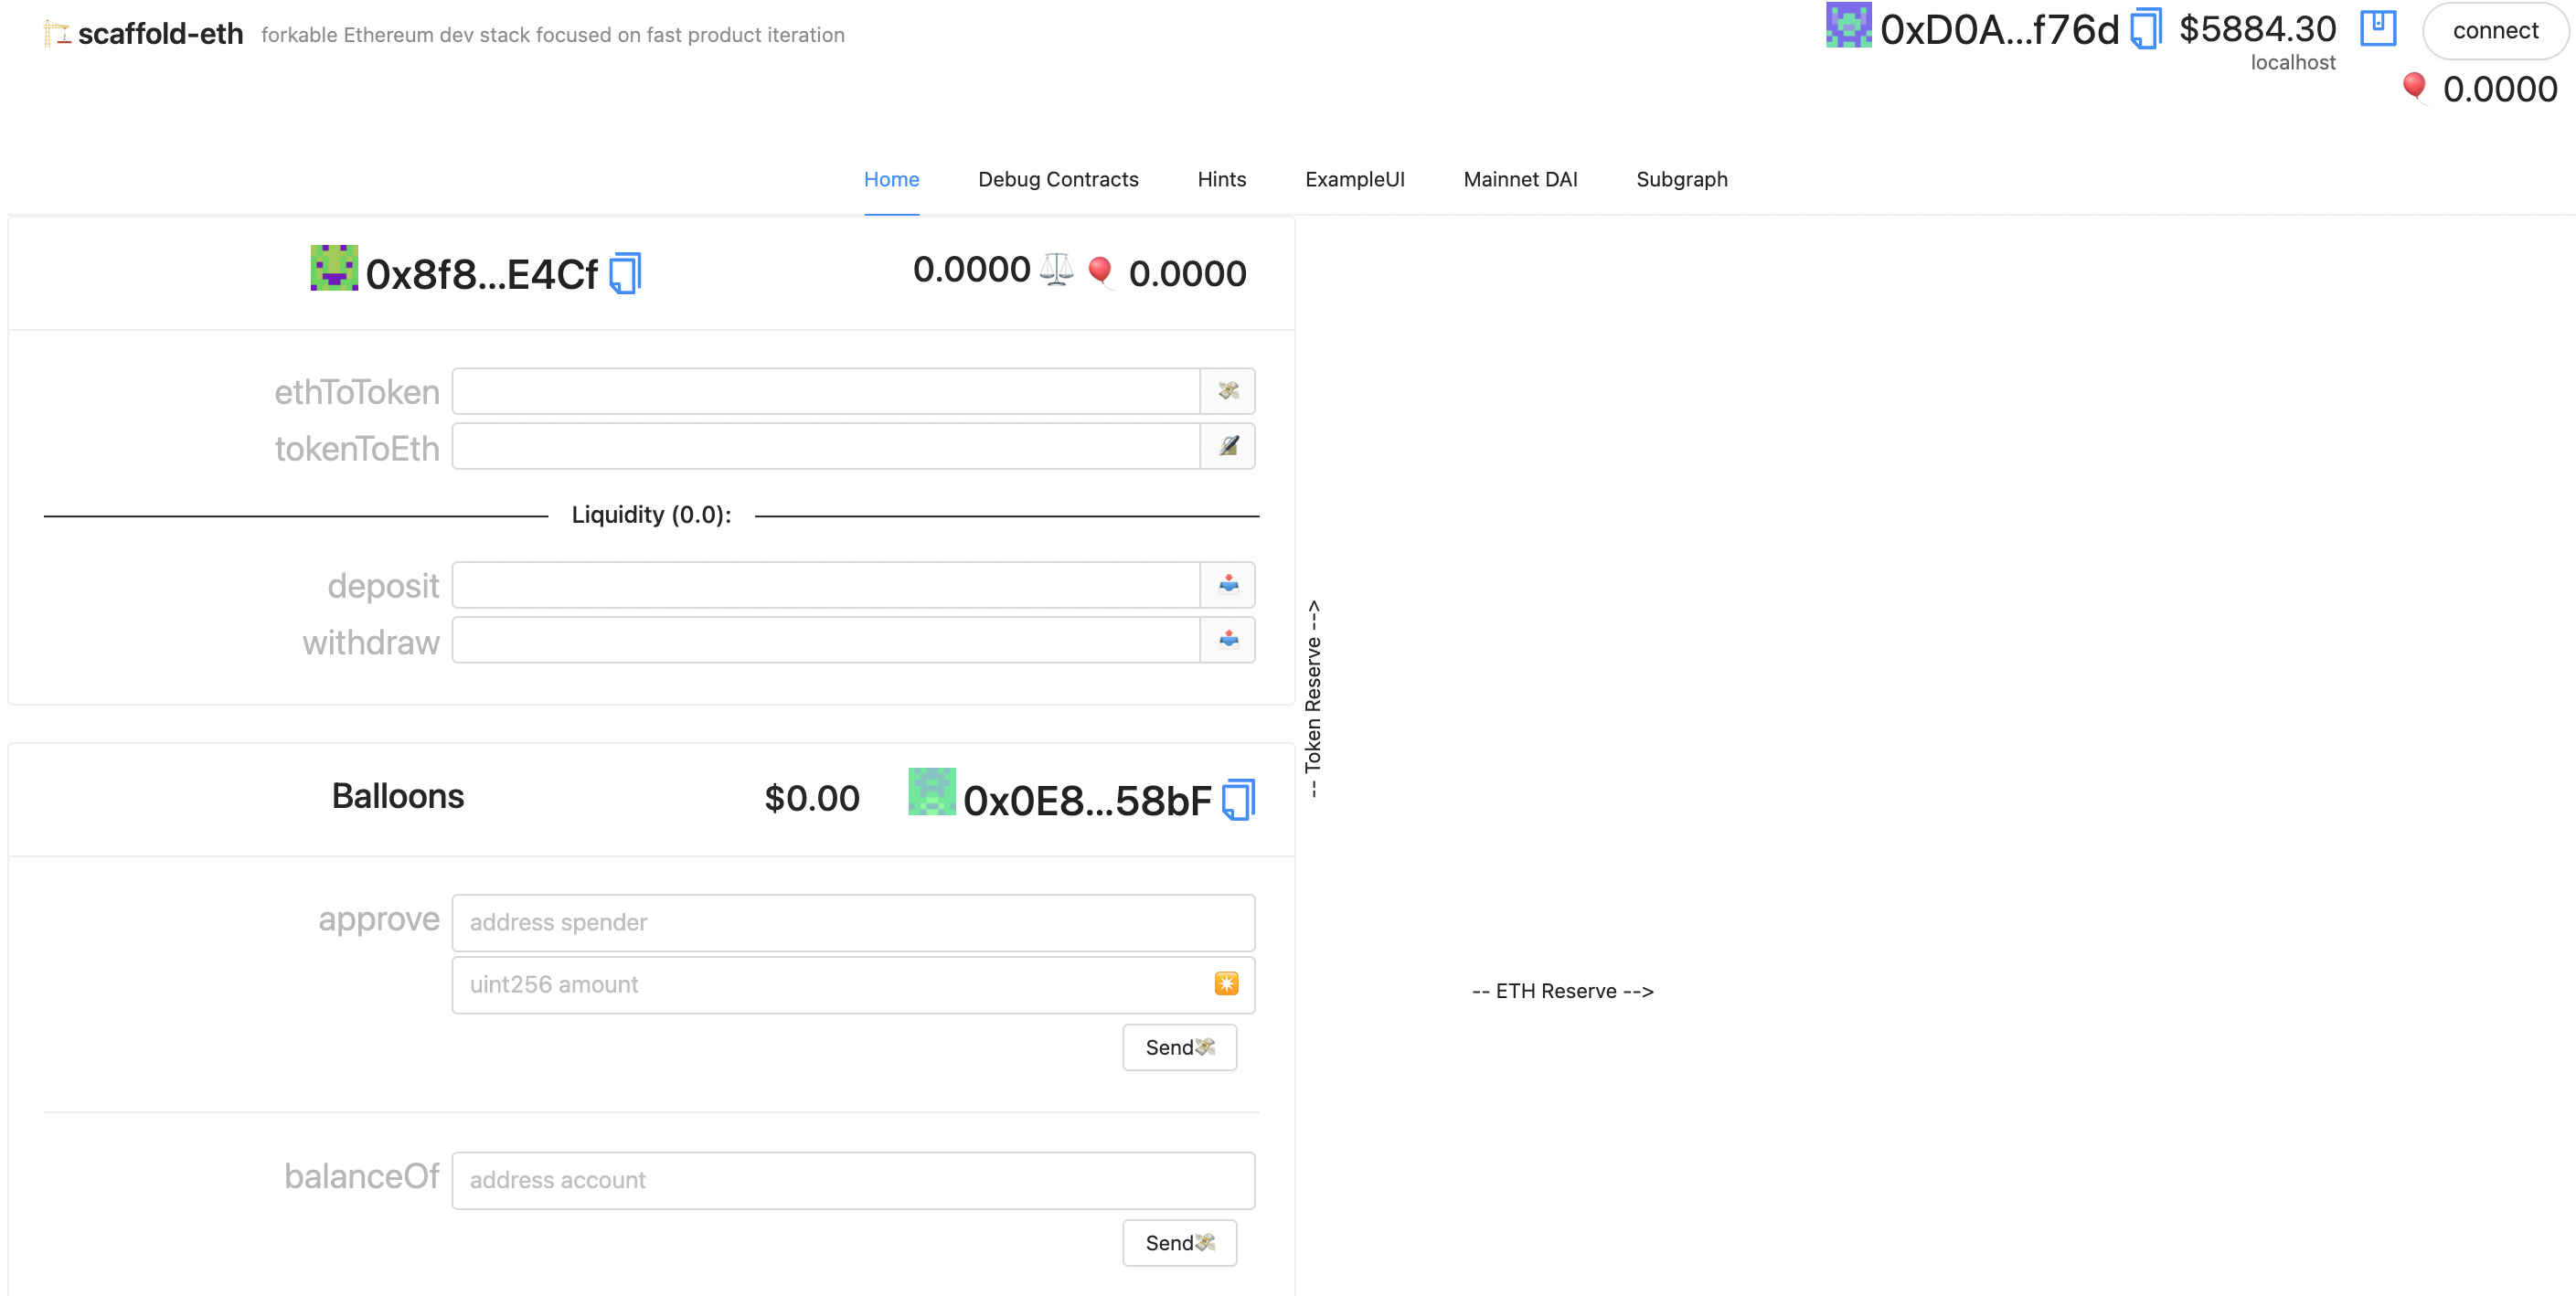 scaffold-eth forkable Ethereum dev stack focused on fast product iteration
0xD0A...f76d $5884.30 connect
localhost
0.0000
Home Debug Contracts Hints ExampleUI Mainnet DAI Subgraph
0x8f8...E4Cf 0.0000 0.0000
ethToToken
tokenToEth
Liquidity (0.0):
deposit
withdraw
-- Token Reserve -->
Balloons $0.00 0x0E8...58bF
approve address spender
uint256 amount
-- ETH Reserve -->
Send
balanceOf address account
Send